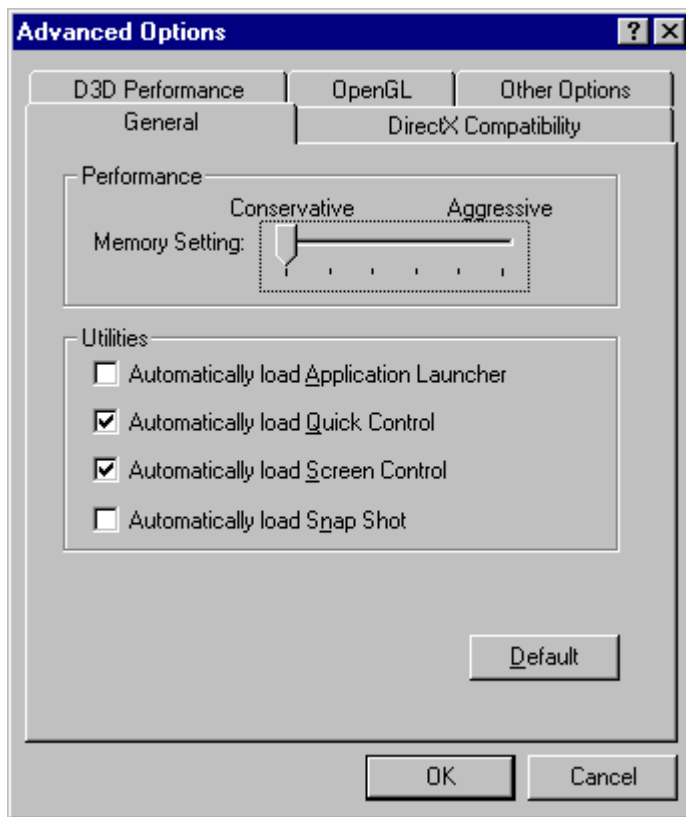 Advanced Options
D3D Performance OpenGL Other Options
General DirectX Compatibility
Performance
Conservative Aggressive
Memory Setting:
Utilities
Automatically load Application Launcher
Automatically load Quick Control
Automatically load Screen Control
Automatically load Snap Shot
Default
OK Cancel